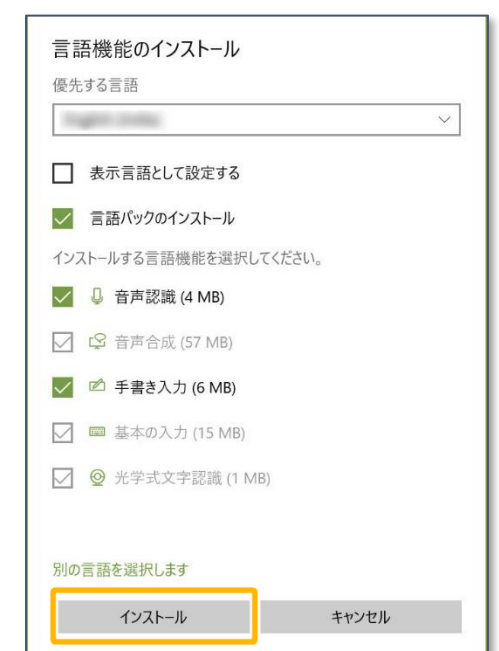 言語機能のインストール
優先する言語
表示言語として設定する
言語パックのインストール
インストールする言語機能を選択してください。
音声認識 (4 MB)
音声合成 (57 MB)
手書き入力 (6 MB)
基本の入力 (15 MB)
光学式文字認識 (1 MB)
別の言語を選択します
インストール
キャンセル